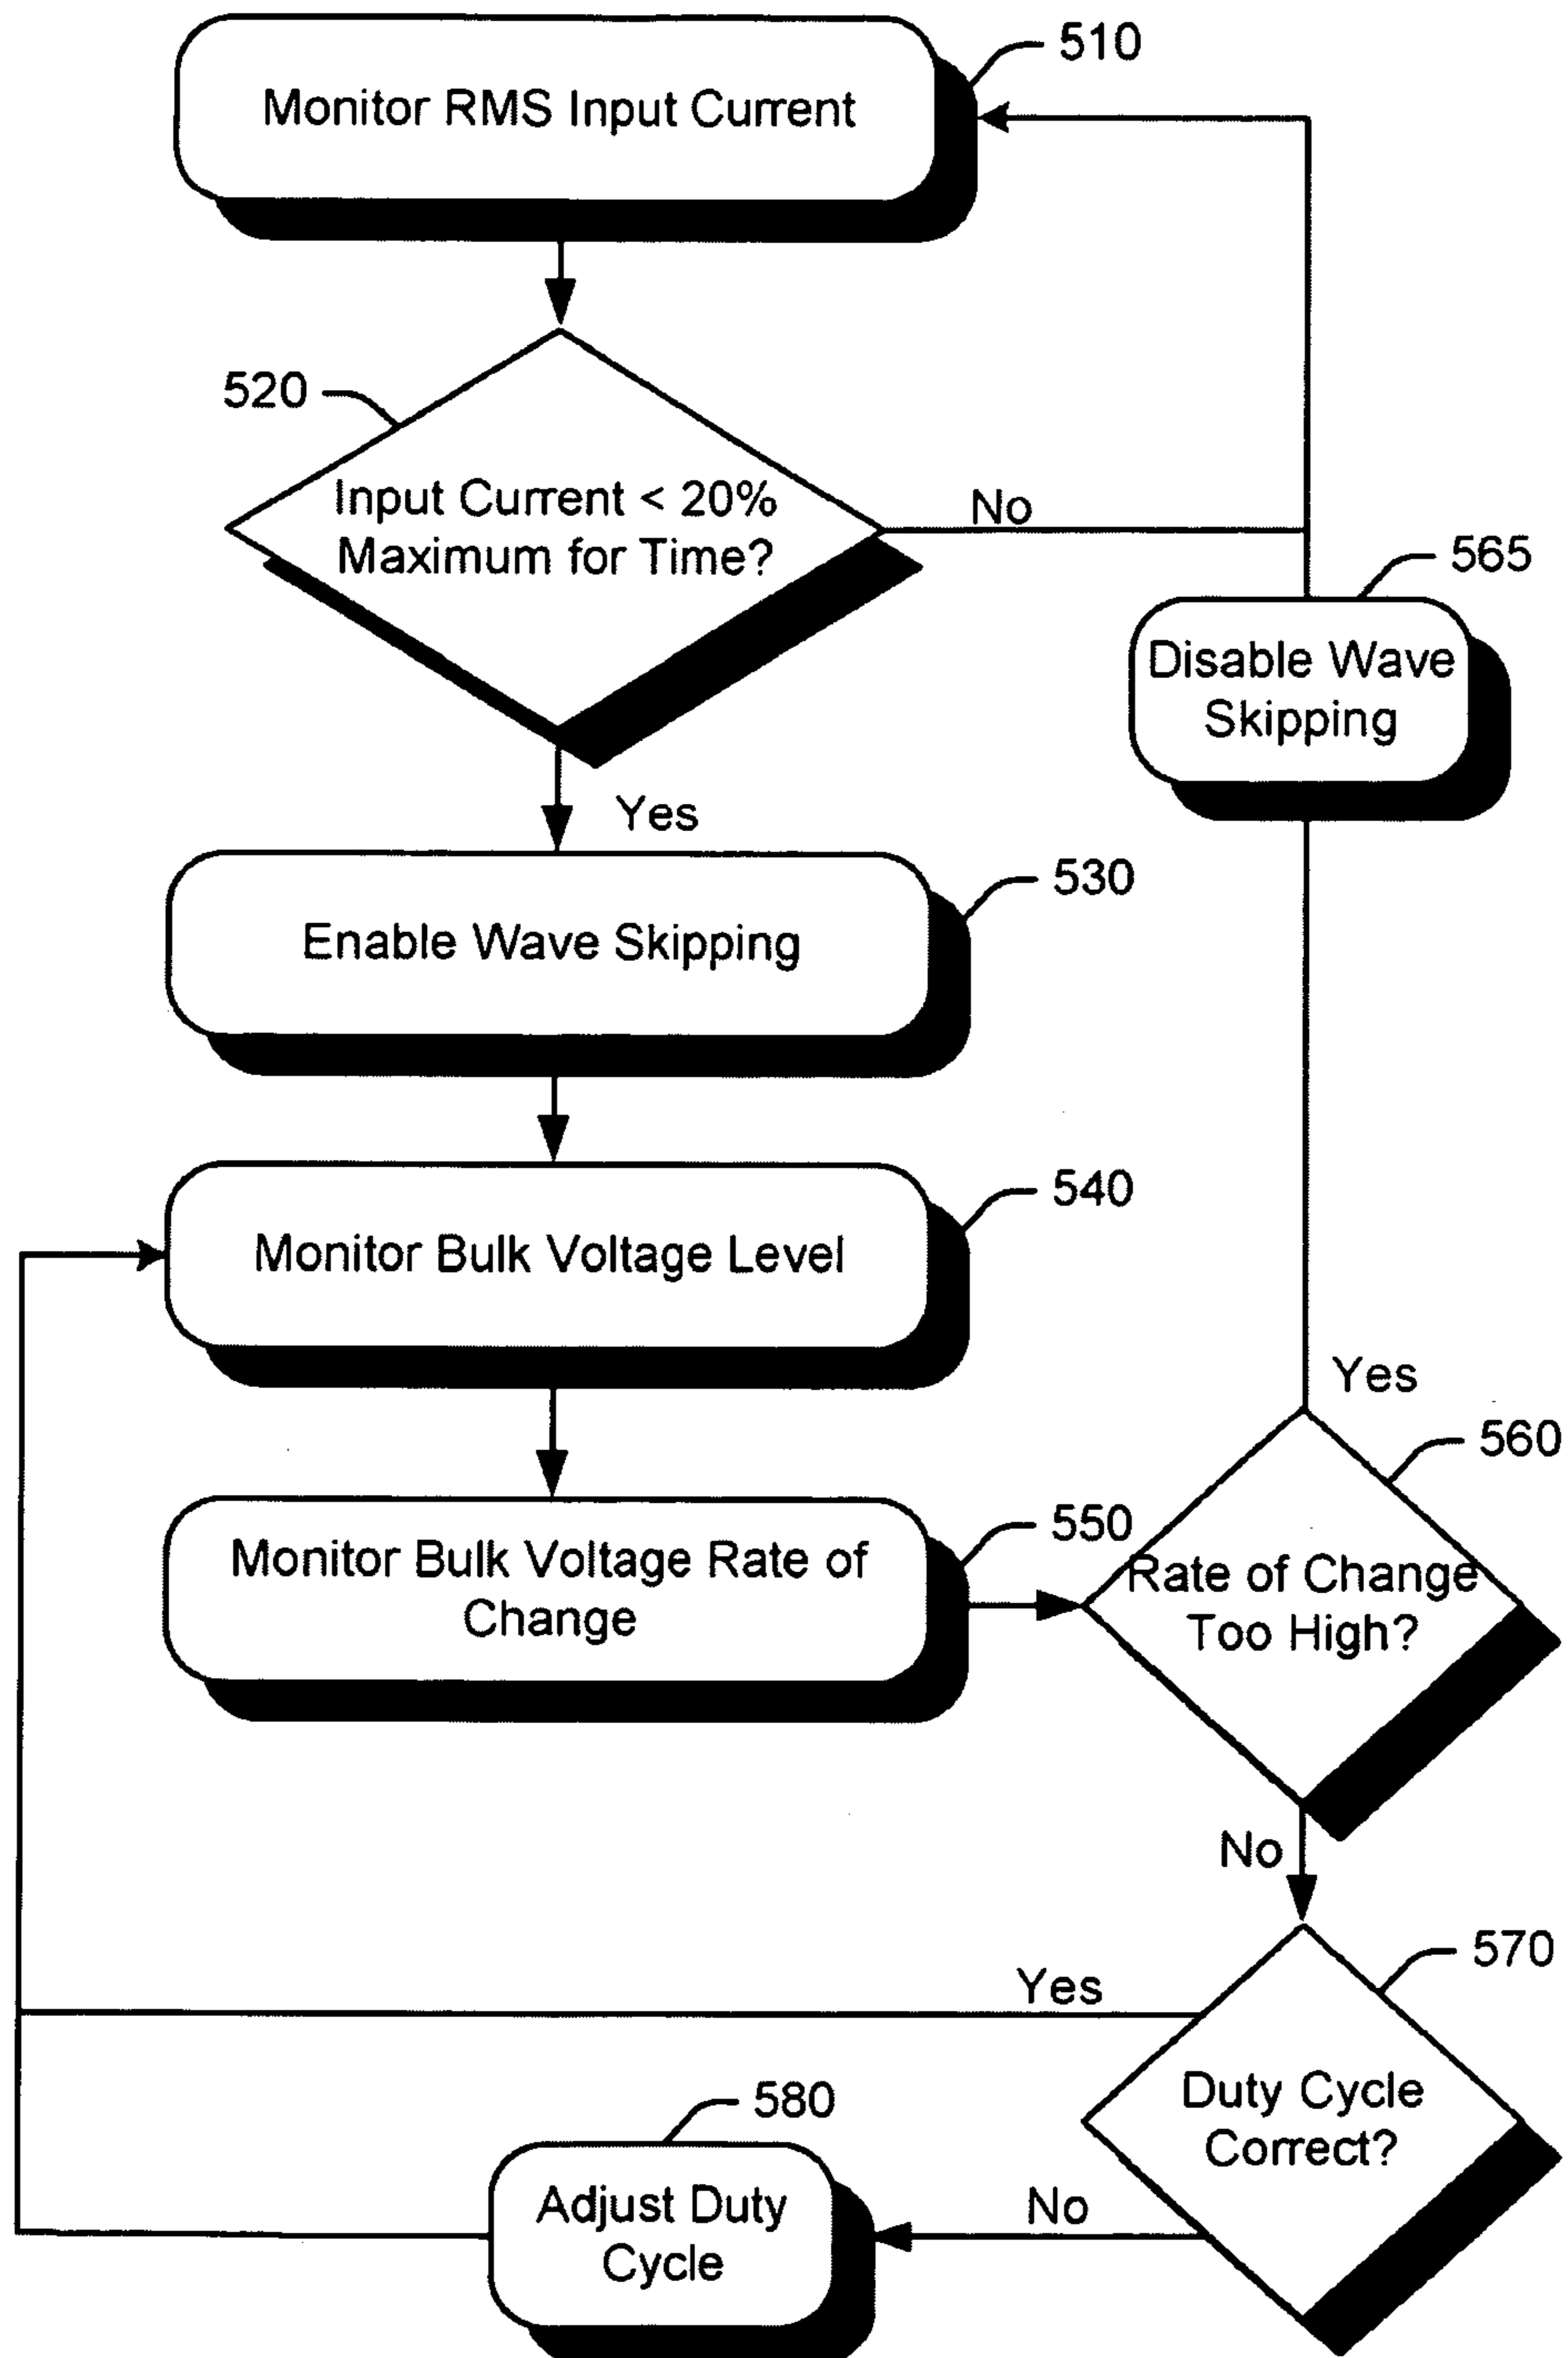 510
Monitor RMS Input Current
520
Input Current < 20%
Maximum for Time?
No
565
Disable Wave
Skipping
Yes
530
Enable Wave Skipping
540
Monitor Bulk Voltage Level
Yes
560
550
Monitor Bulk Voltage Rate of
Change
Rate of Change
Too High?
No
570
Yes
Duty Cycle
Correct?
580
Adjust Duty
Cycle
No